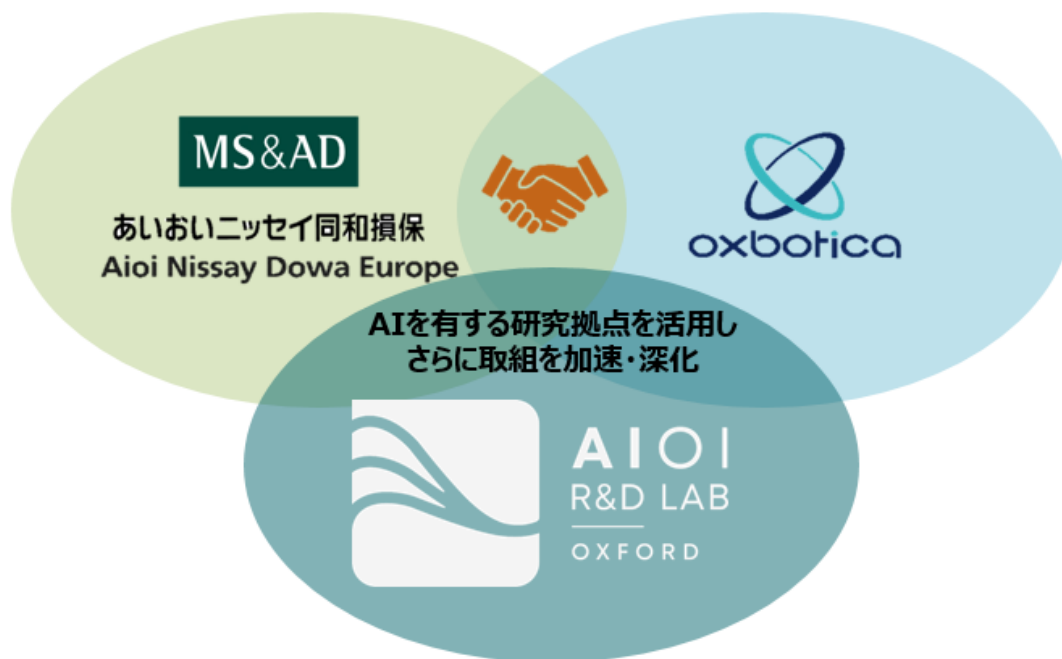 MS&AD
あいおいニッセイ同和損保
Aioi Nissay Dowa Europe
oxbotica
AIを有する研究拠点を活用し
さらに取組を加速・深化
AIOI
R&D LAB
OXFORD